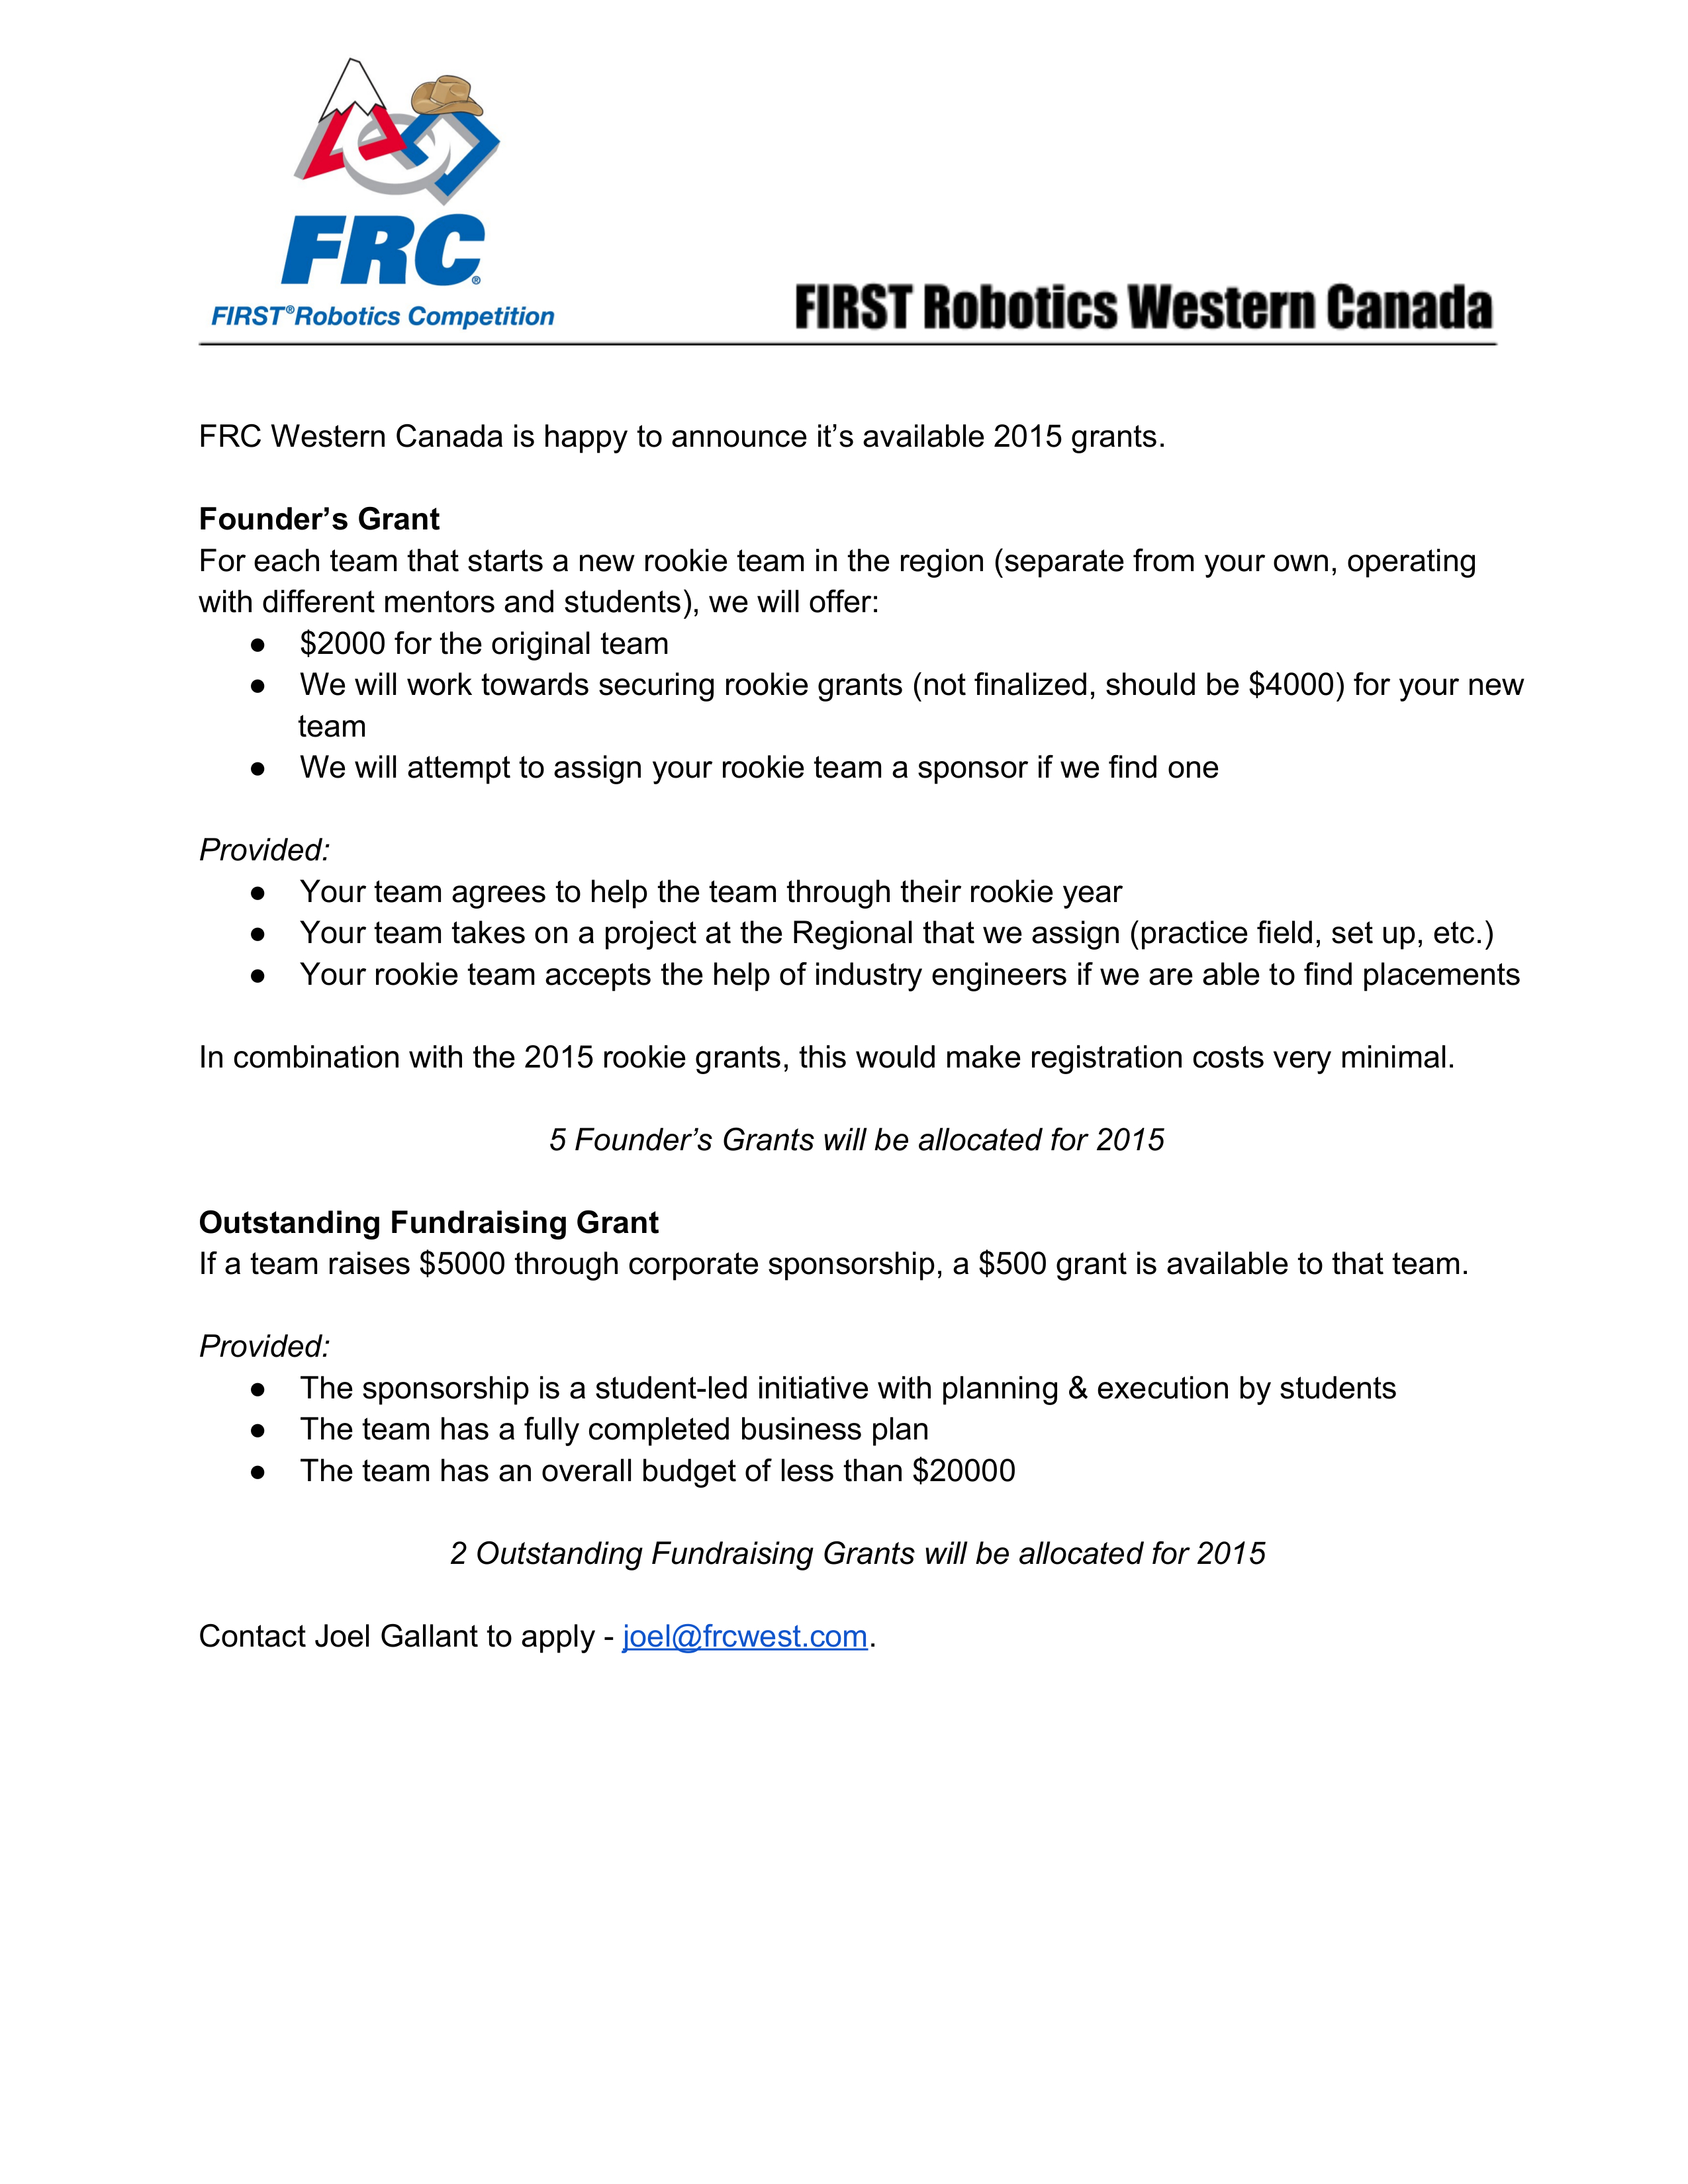 FRC®
FIRST®Robotics Competition
FIRST Robotics Western Canada
FRC Western Canada is happy to announce it’s available 2015 grants.
Founder’s Grant
For each team that starts a new rookie team in the region (separate from your own, operating
with different mentors and students), we will offer:
● $2000 for the original team
● We will work towards securing rookie grants (not finalized, should be $4000) for your new
team
● We will attempt to assign your rookie team a sponsor if we find one
Provided:
● Your team agrees to help the team through their rookie year
● Your team takes on a project at the Regional that we assign (practice field, set up, etc.)
● Your rookie team accepts the help of industry engineers if we are able to find placements
In combination with the 2015 rookie grants, this would make registration costs very minimal.
5 Founder’s Grants will be allocated for 2015
Outstanding Fundraising Grant
If a team raises $5000 through corporate sponsorship, a $500 grant is available to that team.
Provided:
● The sponsorship is a student-led initiative with planning & execution by students
● The team has a fully completed business plan
● The team has an overall budget of less than $20000
2 Outstanding Fundraising Grants will be allocated for 2015
Contact Joel Gallant to apply - joel@frcwest.com.